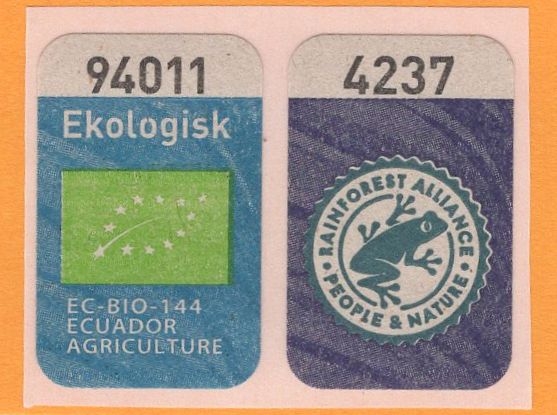 94011
Ekologisk
EC-BIO-144
ECUADOR
AGRICULTURE
4237
RAINFOREST ALLIANCE
PEOPLE & NATURE